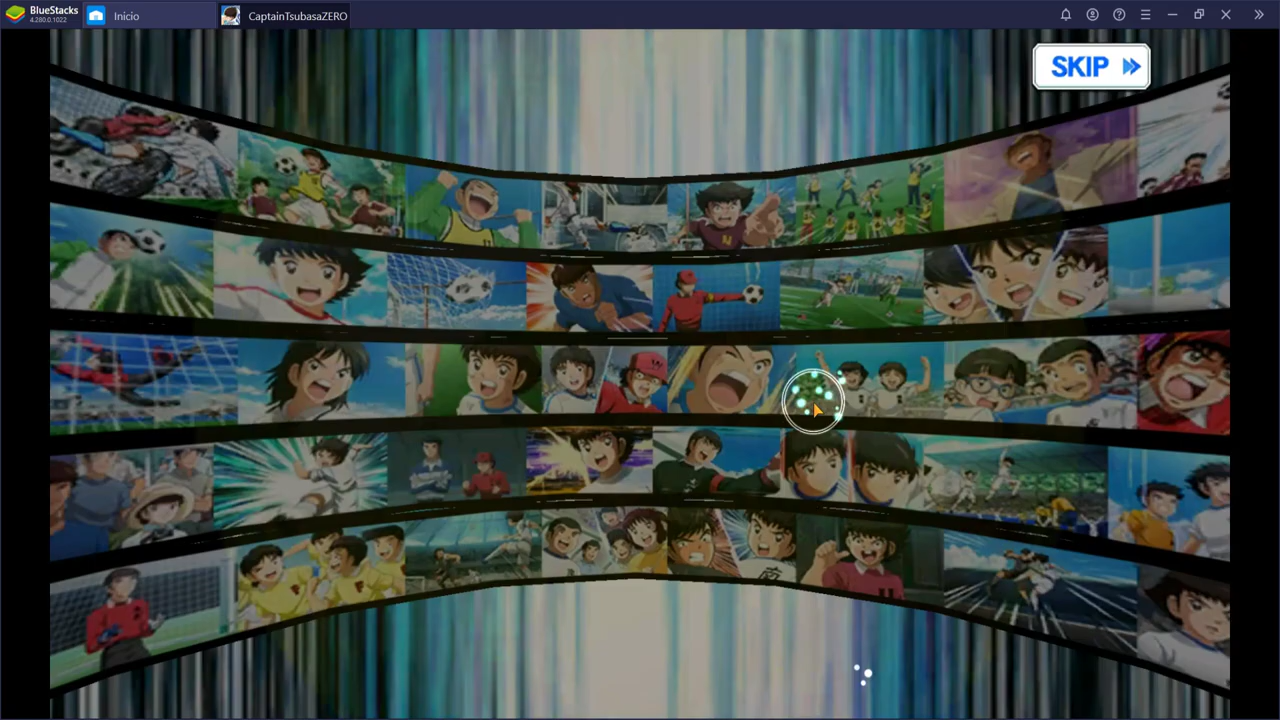 BlueStacks
4.280.0.1022
Inicio
CaptainTsubasaZERO
SKIP